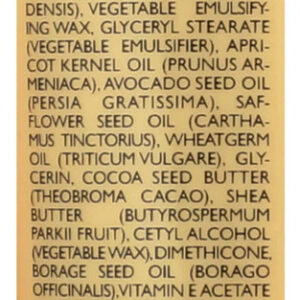 DENSIS), VEGETABLE EMULSIFY-
ING WAX, GLYCERYL STEARATE
(VEGETABLE EMULSIFIER), APRI-
COT KERNEL OIL (PRUNUS AR-
MENIACA), AVOCADO SEED OIL
(PERSIA GRATISSIMA), SAF-
FLOWER SEED OIL (CARTHA-
MUS TINCTORIUS), WHEATGERM
OIL (TRITICUM VULGARE), GLY-
CERIN, COCOA SEED BUTTER
(THEOBROMA CACAO), SHEA
BUTTER (BUTYROSPERMUM
PARKII FRUIT), CETYL ALCOHOL
(VEGETABLE WAX), DIMETHICONE,
BORAGE SEED OIL (BORAGO
OFFICINALIS), VITAMIN E ACETATE